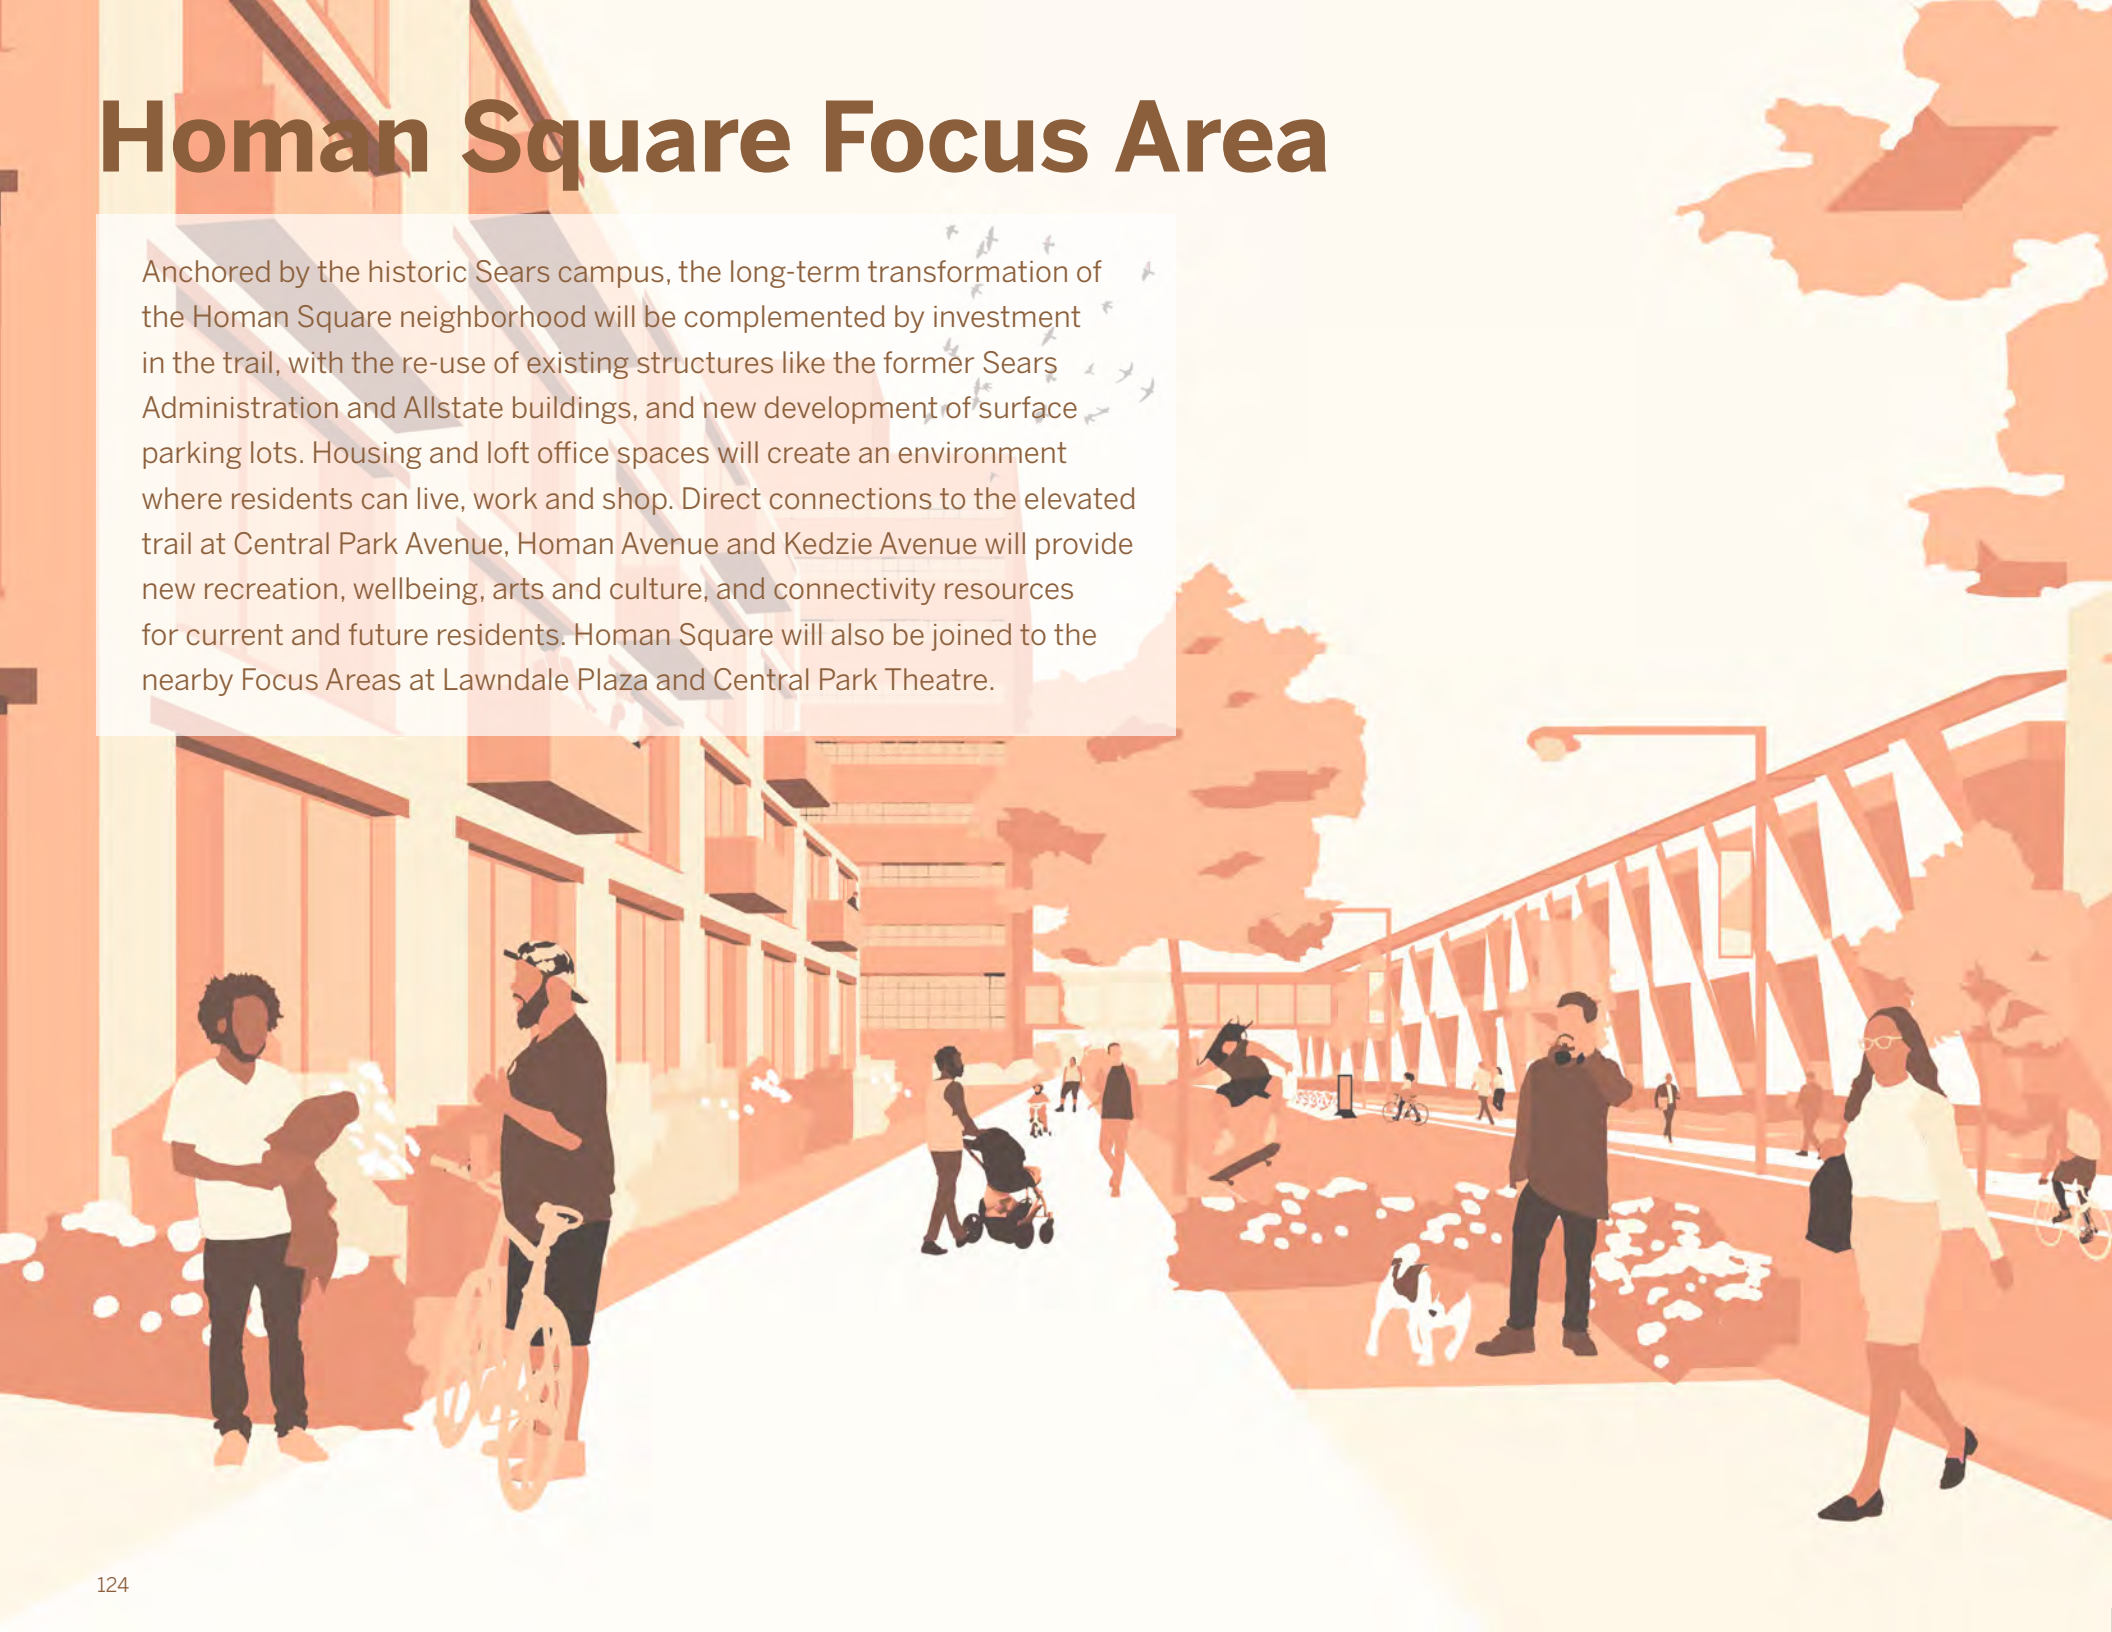 Homan Square Focus Area
Anchored by the historic Sears campus, the long-term transformation of
the Homan Square neighborhood will be complemented by investment
in the trail, with the re-use of existing structures like the former Sears
Administration and Allstate buildings, and new development of surface
parking lots. Housing and loft office spaces will create an environment
where residents can live, work and shop. Direct connections to the elevated
trail at Central Park Avenue, Homan Avenue and Kedzie Avenue will provide
new recreation, wellbeing, arts and culture, and connectivity resources
for current and future residents. Homan Square will also be joined to the
nearby Focus Areas at Lawndale Plaza and Central Park Theatre.
124